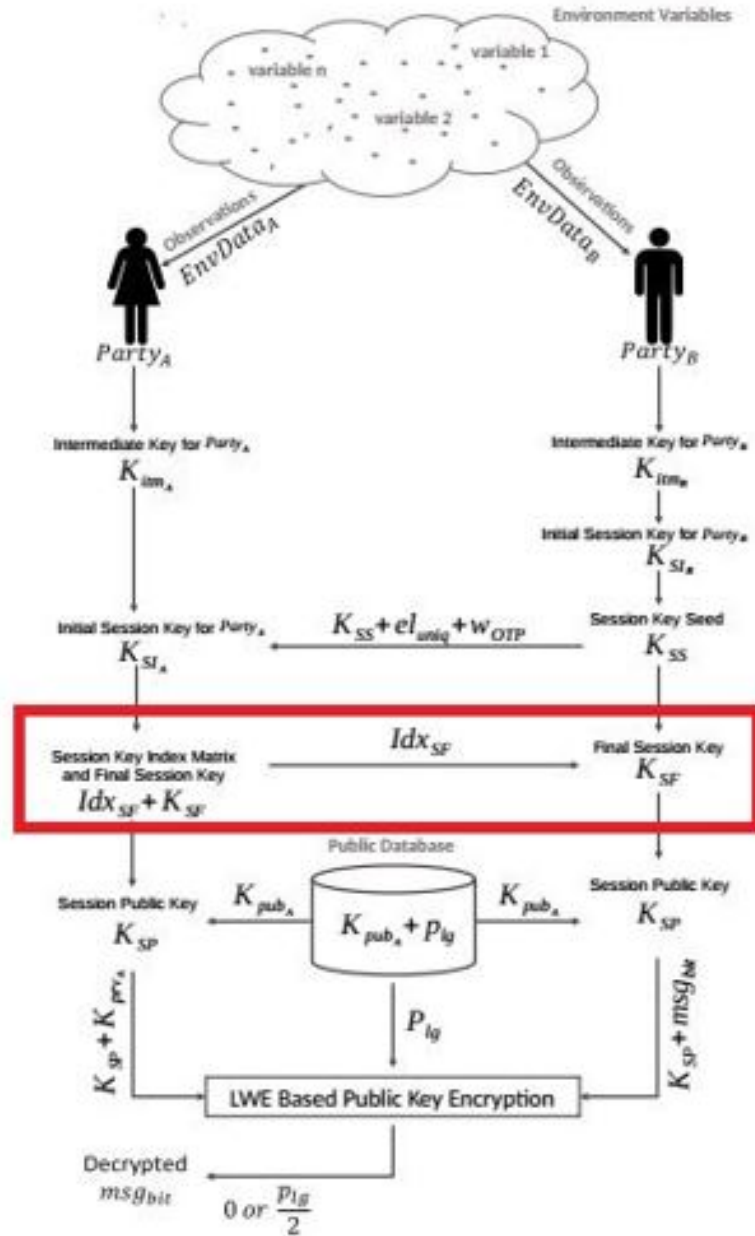 Environment Variables
variable 1
variable n
variable 2
Observations
EnvData_A
Observations
EnvData_B
Party_A
Party_B
Intermediate Key for Party_A
K_itm_A
Intermediate Key for Party_B
K_itm_B
Initial Session Key for Party_B
K_SI_B
Initial Session Key for Party_A
K_SI_A
K_SS + el_uniq + w_OTP
Session Key Seed
K_SS
Session Key Index Matrix
and Final Session Key
Idx_SF + K_SF
Idx_SF
Final Session Key
K_SF
Public Database
Session Public Key
K_SP
K_pub_A
K_pub_A + p_lg
K_pub_A
Session Public Key
K_SP
K_SP + K_prv_A
P_lg
K_SP + msg_bit
LWE Based Public Key Encryption
Decrypted
msg_bit
0 or p_lg/2